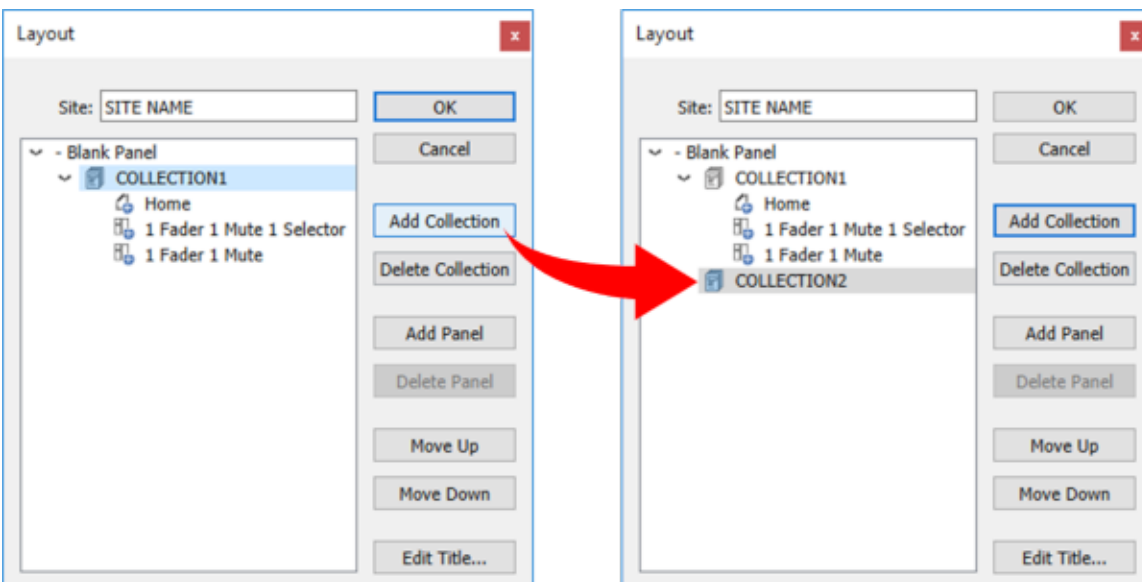 Layout
x
Site: SITE NAME
OK
- Blank Panel
Cancel
COLLECTION1
Home
1 Fader 1 Mute 1 Selector
Add Collection
1 Fader 1 Mute
Delete Collection
Add Panel
Delete Panel
Move Up
Move Down
Edit Title...
Layout
x
Site: SITE NAME
OK
- Blank Panel
Cancel
COLLECTION1
Home
1 Fader 1 Mute 1 Selector
Add Collection
1 Fader 1 Mute
COLLECTION2
Delete Collection
Add Panel
Delete Panel
Move Up
Move Down
Edit Title...